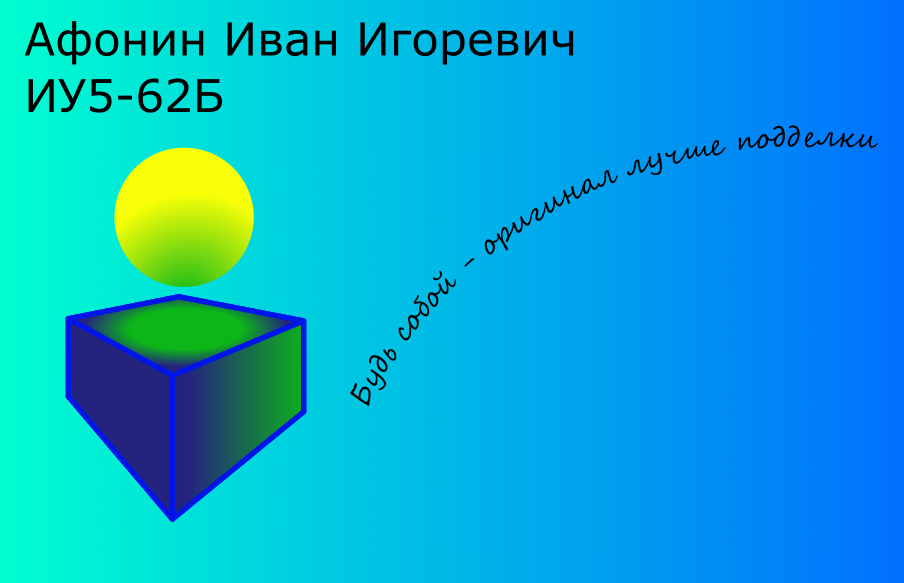 Афонин Иван Игоревич
ИУ5-62Б
Будь собой - оригинал лучше подделки